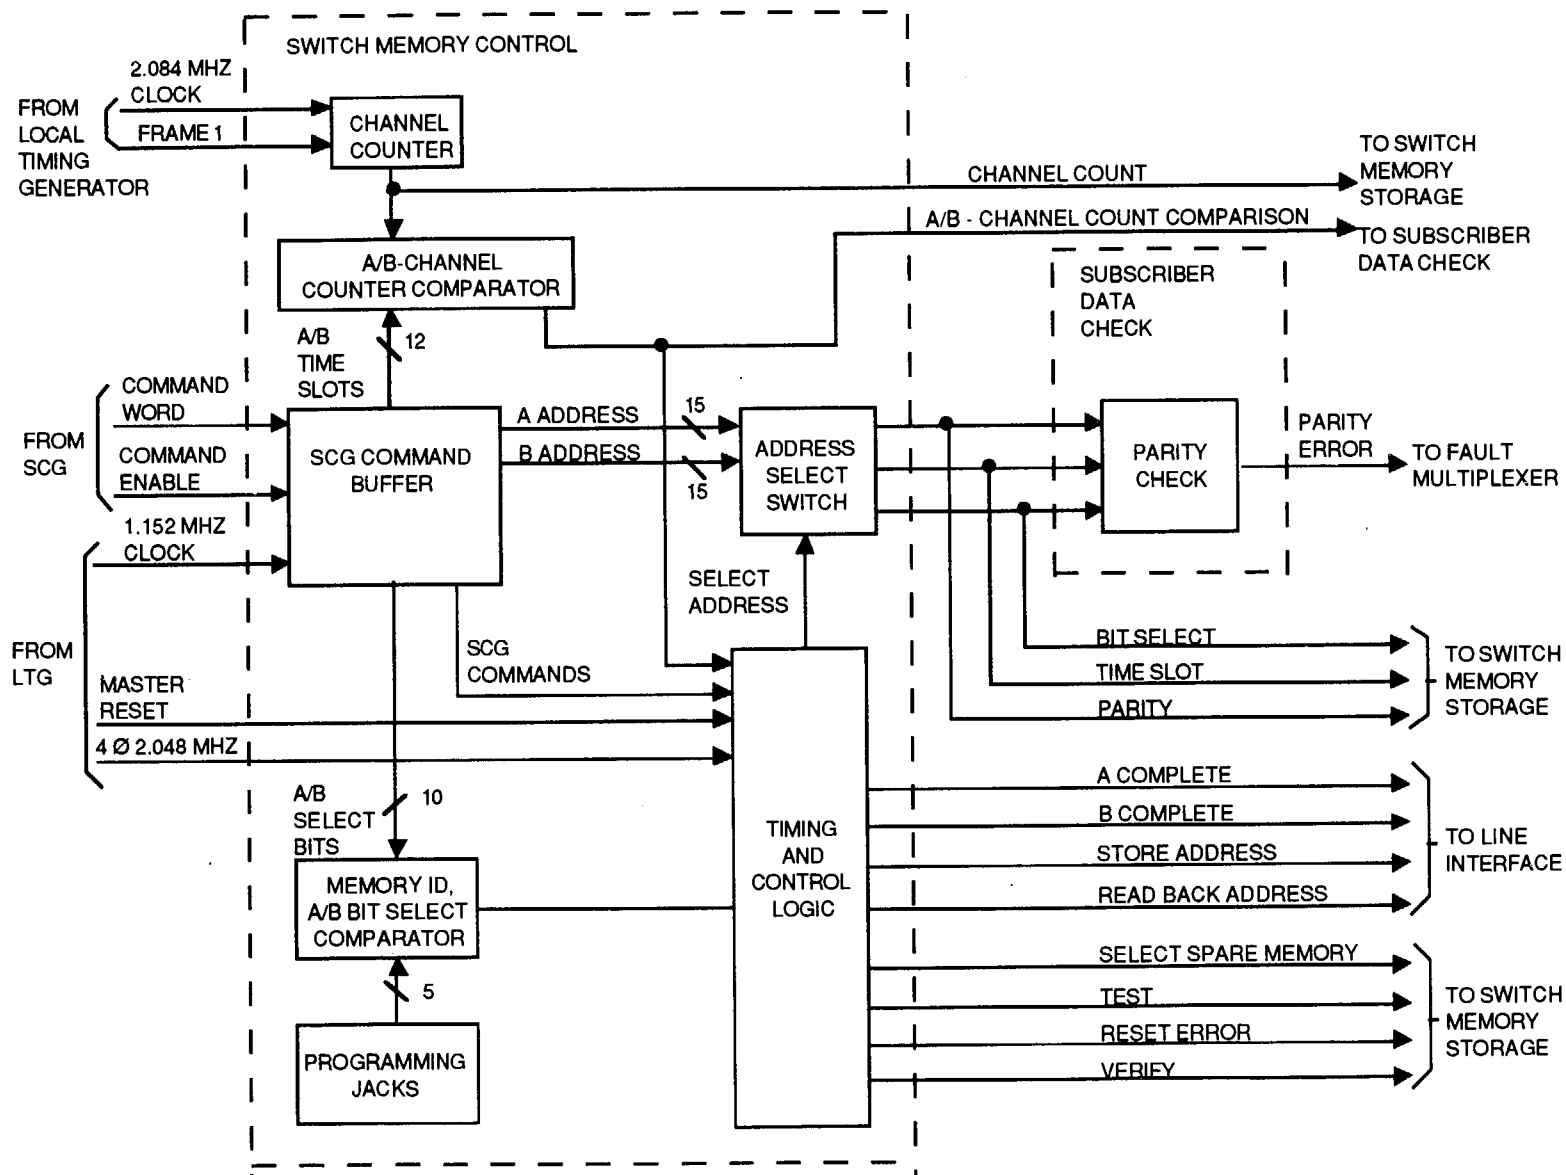 SWITCH MEMORY CONTROL
2.084 MHZ
CLOCK
FROM
LOCAL
TIMING
GENERATOR
FRAME 1
CHANNEL
COUNTER
CHANNEL COUNT
TO SWITCH
MEMORY
STORAGE
A/B - CHANNEL COUNT COMPARISON
TO SUBSCRIBER
DATA CHECK
A/B-CHANNEL
COUNTER COMPARATOR
SUBSCRIBER
DATA
CHECK
A/B
TIME
SLOTS
12
COMMAND
WORD
FROM
SCG
COMMAND
ENABLE
SCG COMMAND
BUFFER
A ADDRESS
15
B ADDRESS
15
ADDRESS
SELECT
SWITCH
PARITY
CHECK
PARITY
ERROR
TO FAULT
MULTIPLEXER
1.152 MHZ
CLOCK
SELECT
ADDRESS
FROM
LTG
SCG
COMMANDS
MASTER
RESET
4 Ø 2.048 MHZ
BIT SELECT
TIME SLOT
PARITY
TO SWITCH
MEMORY
STORAGE
A/B
SELECT
BITS
10
TIMING
AND
CONTROL
LOGIC
A COMPLETE
B COMPLETE
STORE ADDRESS
READ BACK ADDRESS
TO LINE
INTERFACE
MEMORY ID,
A/B BIT SELECT
COMPARATOR
5
PROGRAMMING
JACKS
SELECT SPARE MEMORY
TEST
RESET ERROR
VERIFY
TO SWITCH
MEMORY
STORAGE